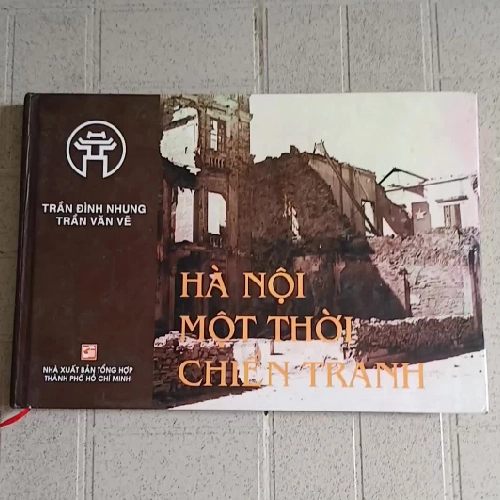 TRẦN ĐÌNH NHUNG
TRẦN VĂN VẼ
HÀ NỘI
MỘT THỜI
CHIẾN TRANH
NHÀ XUẤT BẢN TỔNG HỢP
THÀNH PHỐ HỒ CHÍ MINH